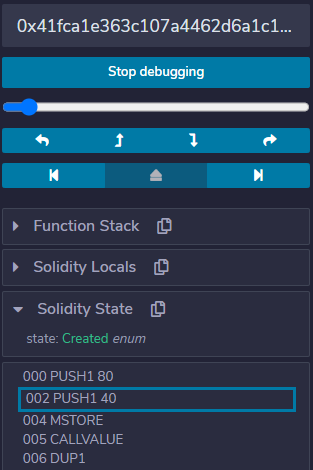 0x41fca1e363c107a4462d6a1c1...
Stop debugging
Function Stack
Solidity Locals
Solidity State
state: Created enum
000 PUSH1 80
002 PUSH1 40
004 MSTORE
005 CALLVALUE
006 DUP1